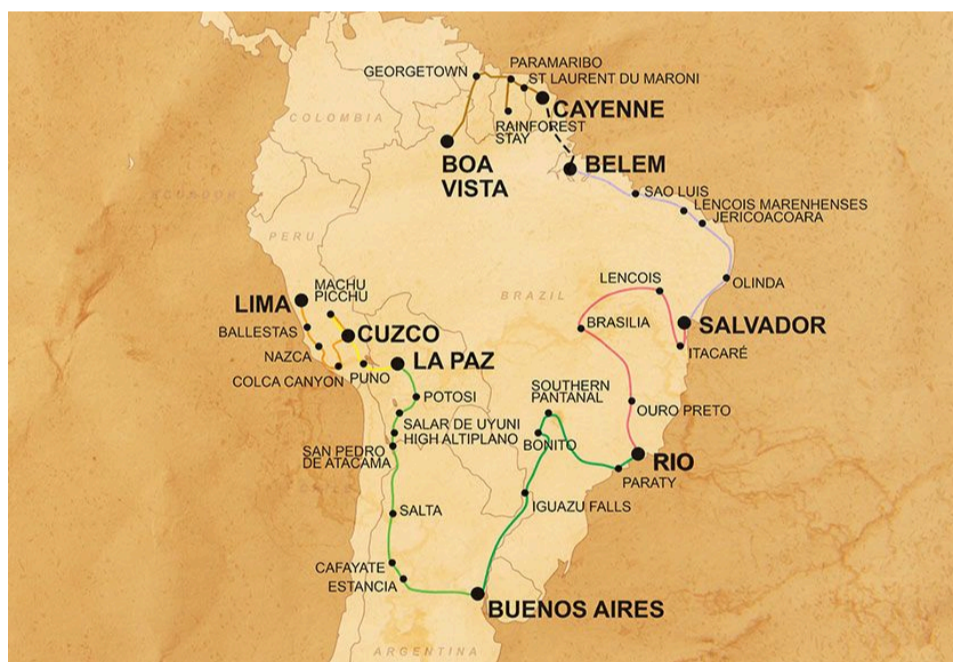 PARAMARIBO
GEORGETOWN
ST LAURENT DU MARONI
CAYENNE
COLOMBIA
RAINFOREST
STAY
BOA
VISTA
BELEM
ECUADOR
SAO LUIS
LENCOIS MARENHENSES
JERICOACOARA
PERU
LENCOIS
OLINDA
MACHU
PICCHU
LIMA
BRAZIL
BALLESTAS
CUZCO
BRASILIA
SALVADOR
NAZCA
ITACARÉ
LA PAZ
COLCA CANYON
PUNO
SOUTHERN
PANTANAL
POTOSI
OURO PRETO
SALAR DE UYUNI
HIGH ALTIPLANO
BONITO
SAN PEDRO
DE ATACAMA
RIO
PARATY
IGUAZU FALLS
SALTA
CAFAYATE
ESTANCIA
BUENOS AIRES
ARGENTINA